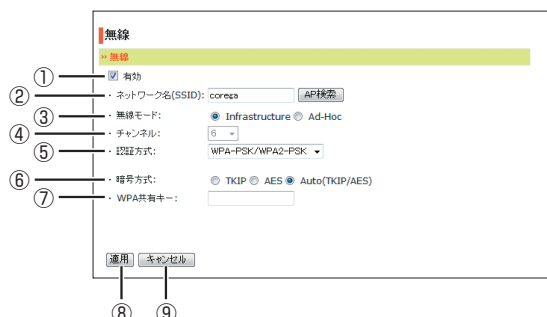 無線
» 無線
① 有効
② ・ネットワーク名(SSID): corega AP検索
③ ・無線モード: Infrastructure Ad-Hoc
④ ・チャンネル: 6
⑤ ・認証方式: WPA-PSK/WPA2-PSK
⑥ ・暗号方式: TKIP AES Auto(TKIP/AES)
⑦ ・WPA共有キー:
適用 キャンセル
⑧ ⑨